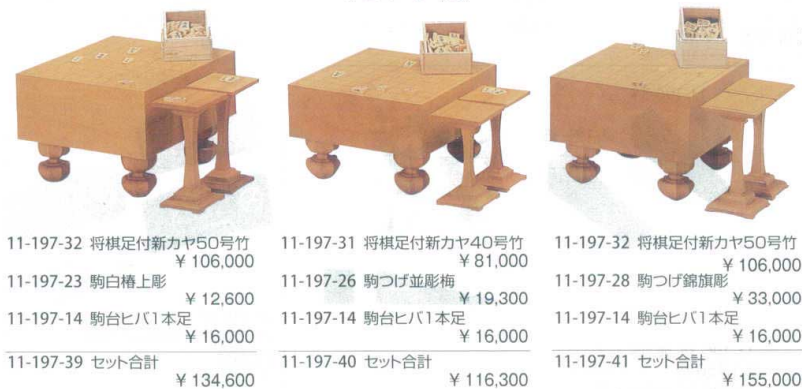 11-197-32 将棋足付新カヤ50号竹
¥ 106,000
11-197-23 駒白椿上彫
¥ 12,600
11-197-14 駒台ヒバ1本足
¥ 16,000
11-197-39 セット合計
¥ 134,600
11-197-31 将棋足付新カヤ40号竹
¥ 81,000
11-197-26 駒つげ並彫梅
¥ 19,300
11-197-14 駒台ヒバ1本足
¥ 16,000
11-197-40 セット合計
¥ 116,300
11-197-32 将棋足付新カヤ50号竹
¥ 106,000
11-197-28 駒つげ錦旗彫
¥ 33,000
11-197-14 駒台ヒバ1本足
¥ 16,000
11-197-41 セット合計
¥ 155,000